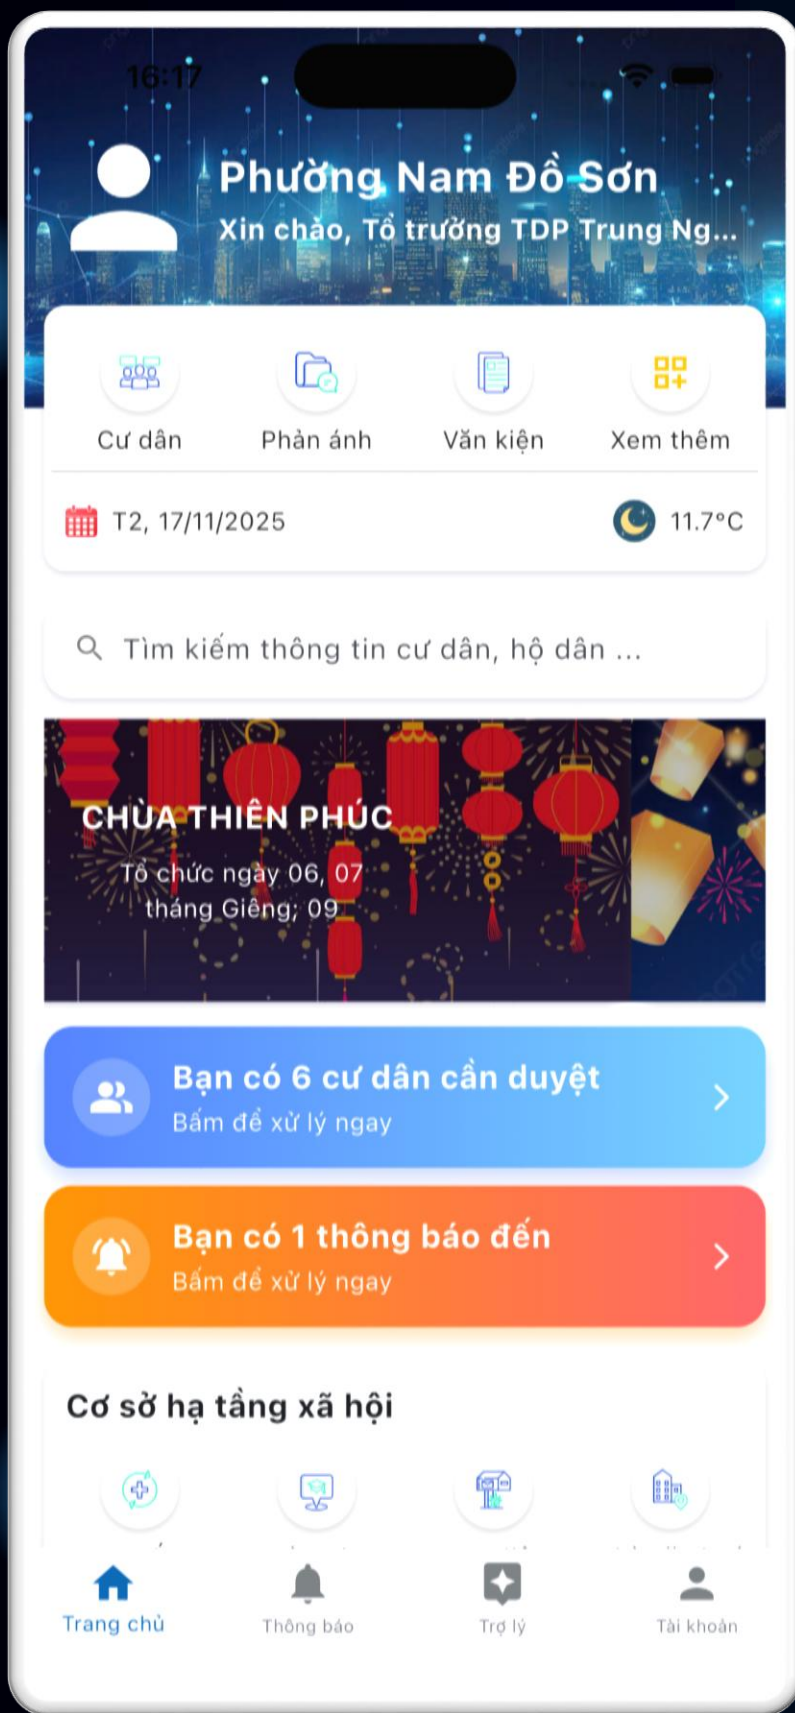 16:17
Phường Nam Đồ Sơn
Xin chào, Tổ trưởng TDP Trung Ng...
Cư dân
Phản ánh
Văn kiện
Xem thêm
T2, 17/11/2025
11.7°C
Tìm kiếm thông tin cư dân, hộ dân ...
CHÙA THIÊN PHÚC
Tổ chức ngày 06, 07
tháng Giêng; 09
Bạn có 6 cư dân cần duyệt
Bấm để xử lý ngay
Bạn có 1 thông báo đến
Bấm để xử lý ngay
Cơ sở hạ tầng xã hội
Trang chủ
Thông báo
Trợ lý
Tài khoản